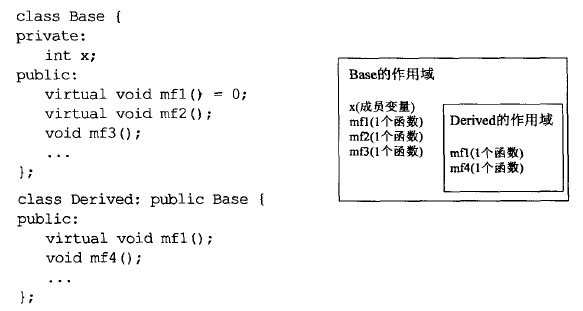 class Base {
private:
    int x;
public:
    virtual void mf1() = 0;
    virtual void mf2();
    void mf3();
    ...
};
class Derived: public Base {
public:
    virtual void mf1();
    void mf4();
    ...
};
Base的作用域
x(成员变量)
mf1(1个函数)
mf2(1个函数)
mf3(1个函数)
Derived的作用域
mf1(1个函数)
mf4(1个函数)